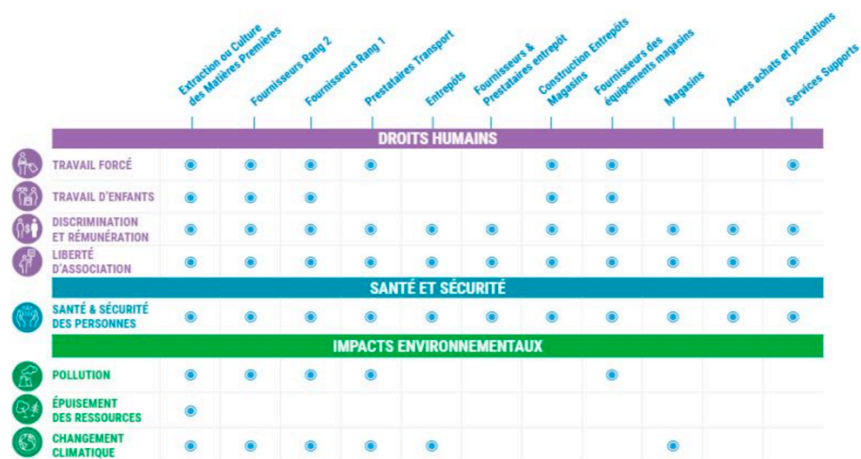 Extraction ou Culture
des Matières Premières
Fournisseurs Rang 2
Fournisseurs Rang 1
Prestataires Transport
Entrepôts
Fournisseurs &
Prestataires entrepôt
Construction Entrepôts
Magasins
Fournisseurs des
équipements magasins
Magasins
Autres achats et prestations
Services Supports
DROITS HUMAINS
TRAVAIL FORCÉ
TRAVAIL D'ENFANTS
DISCRIMINATION
ET RÉMUNÉRATION
LIBERTÉ
D'ASSOCIATION
SANTÉ ET SÉCURITÉ
SANTÉ & SÉCURITÉ
DES PERSONNES
IMPACTS ENVIRONNEMENTAUX
POLLUTION
ÉPUISEMENT
DES RESSOURCES
CHANGEMENT
CLIMATIQUE